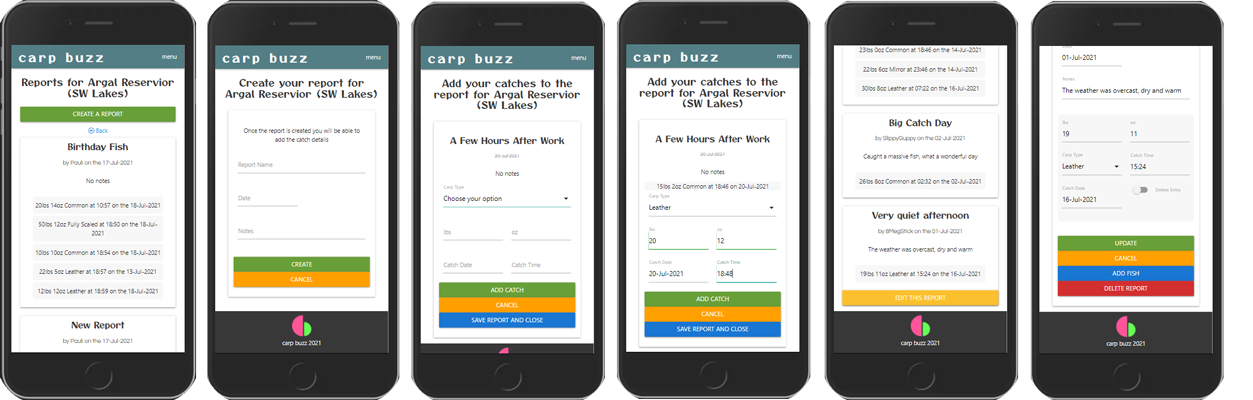 carp buzz
menu
Reports for Argal Reservior
(SW Lakes)
CREATE A REPORT
Back
Birthday Fish
by Pauli on the 17-Jul-2021
No notes
20lbs 14oz Common at 10:57 on the 18-Jul-2021
50lbs 12oz Fully Scaled at 18:50 on the 18-Jul-
2021
10lbs 10oz Common at 18:54 on the 18-Jul-2021
22lbs 5oz Leather at 18:57 on the 13-Jul-2021
12lbs 12oz Leather at 18:59 on the 18-Jul-2021
New Report
by Pauli on the 17-Jul-2021
carp buzz
menu
Create your report for
Argal Reservior (SW Lakes)
Once the report is created you will be able to
add the catch details
Report Name
Date
Notes
CREATE
CANCEL
carp buzz 2021
carp buzz
menu
Add your catches to the
report for Argal Reservior
(SW Lakes)
A Few Hours After Work
20-Jul-2021
No notes
Carp Type
Choose your option
lbs
oz
Catch Date
Catch Time
ADD CATCH
CANCEL
SAVE REPORT AND CLOSE
carp buzz
menu
Add your catches to the
report for Argal Reservior
(SW Lakes)
A Few Hours After Work
20-Jul-2021
No notes
15lbs 2oz Common at 18:46 on 20-Jul-2021
Carp Type
Leather
lbs
oz
20
12
Catch Date
Catch Time
20-Jul-2021
18:48
ADD CATCH
CANCEL
SAVE REPORT AND CLOSE
23lbs 0oz Common at 18:46 on the 14-Jul-2021
22lbs 6oz Mirror at 23:46 on the 14-Jul-2021
30lbs 8oz Leather at 07:22 on the 16-Jul-2021
Big Catch Day
by SlippyGuppy on the 02-Jul-2021
Caught a massive fish, what a wonderful day
26lbs 8oz Common at 02:32 on the 02-Jul-2021
Very quiet afternoon
by 8MegStick on the 01-Jul-2021
The weather was overcast, dry and warm
19lbs 11oz Leather at 15:24 on the 16-Jul-2021
EDIT THIS REPORT
carp buzz 2021
01-Jul-2021
Notes
The weather was overcast, dry and warm
lbs
oz
19
11
Carp Type
Catch Time
Leather
15:24
Catch Date
Delete Entry
16-Jul-2021
UPDATE
CANCEL
ADD FISH
DELETE REPORT
carp buzz 2021